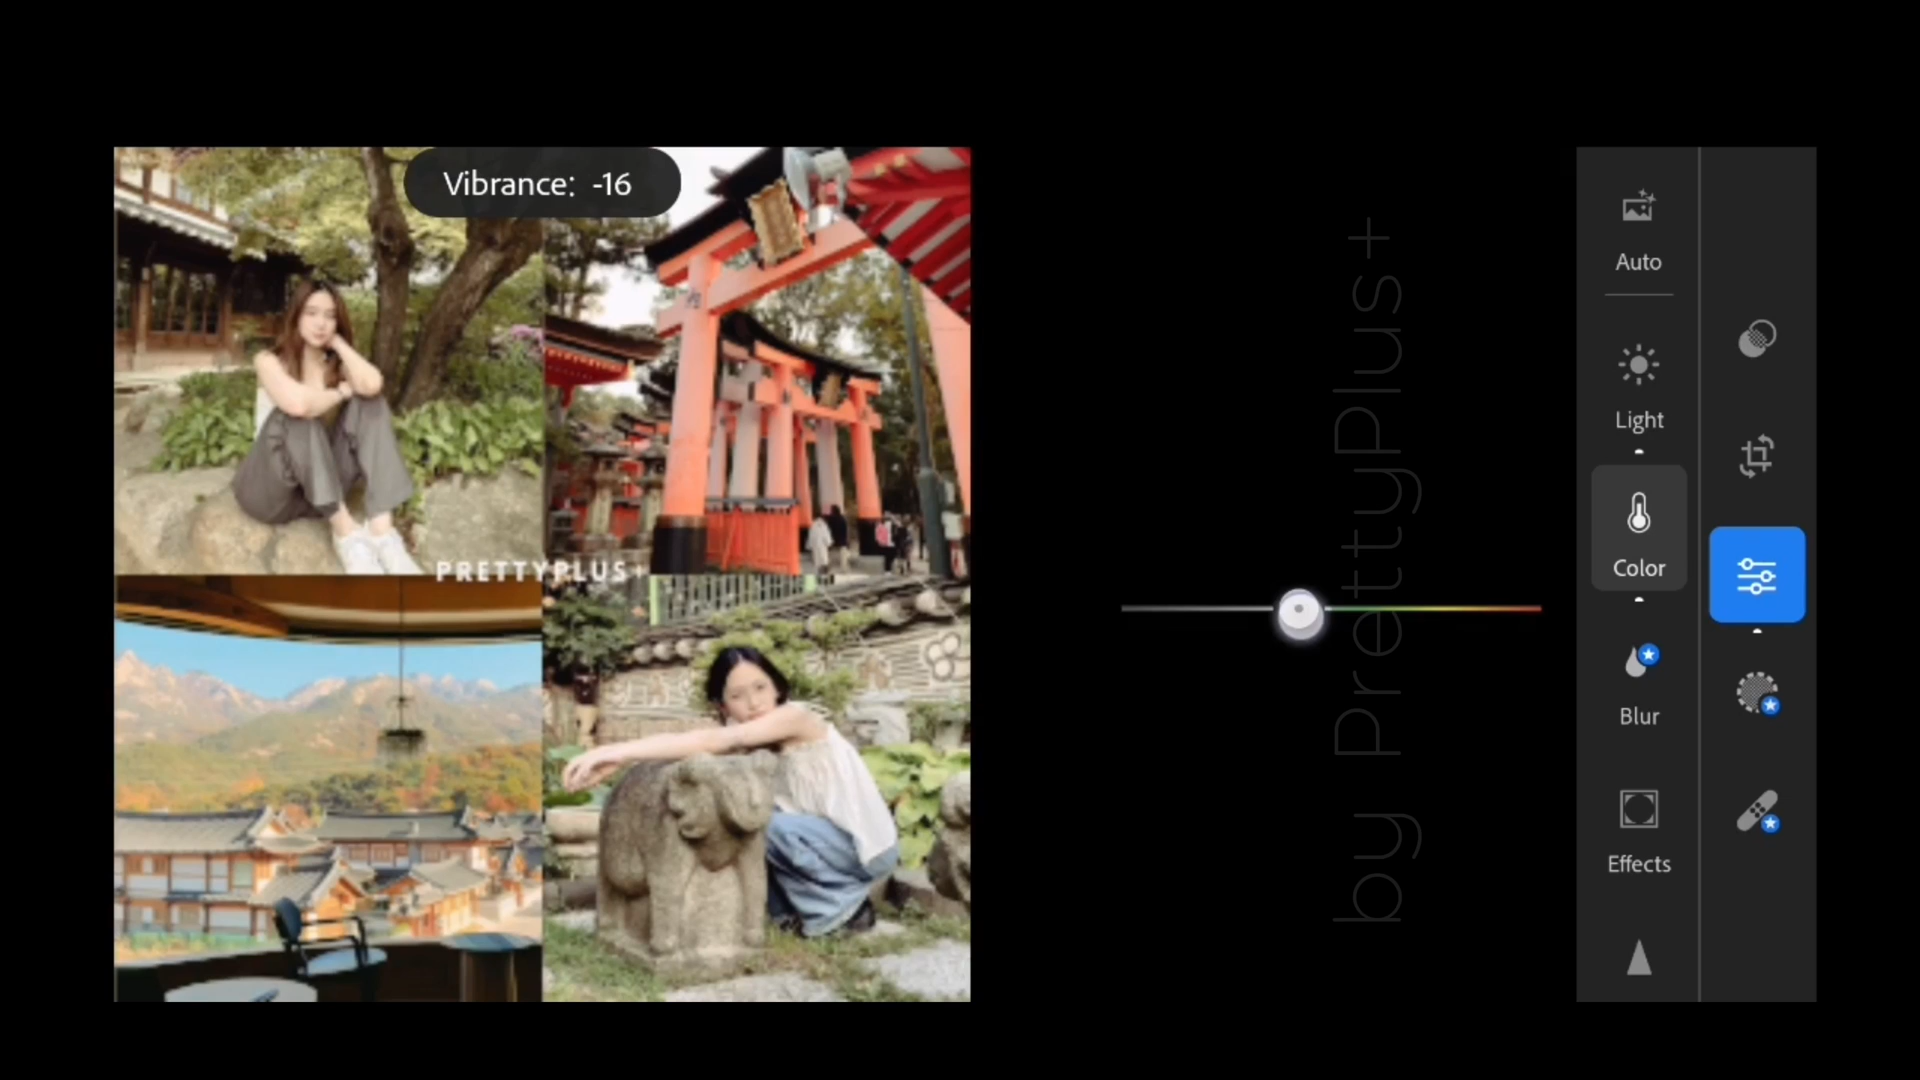 Vibrance: -16
PRETTYPLUS+
by PrettyPlus+
Auto
Light
Color
Blur
Effects